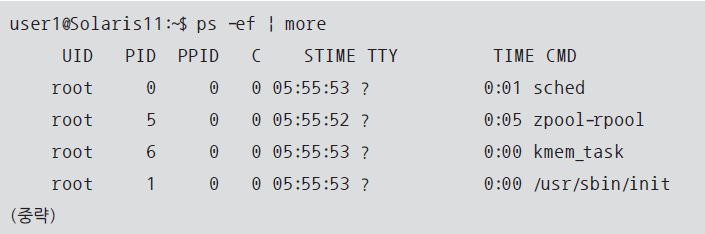 user1@Solaris11:~$ ps -ef | more
UID PID PPID C STIME TTY TIME CMD
root 0 0 0 05:55:53 ? 0:01 sched
root 5 0 0 05:55:52 ? 0:05 zpool-rpool
root 6 0 0 05:55:53 ? 0:00 kmem_task
root 1 0 0 05:55:53 ? 0:00 /usr/sbin/init
(중략)